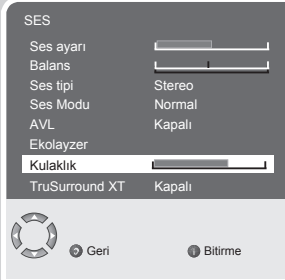 SES
Ses ayarı
Balans
Ses tipi Stereo
Ses Modu Normal
AVL Kapalı
Ekolayzer
Kulaklık
TruSurround XT Kapalı
Geri Bitirme